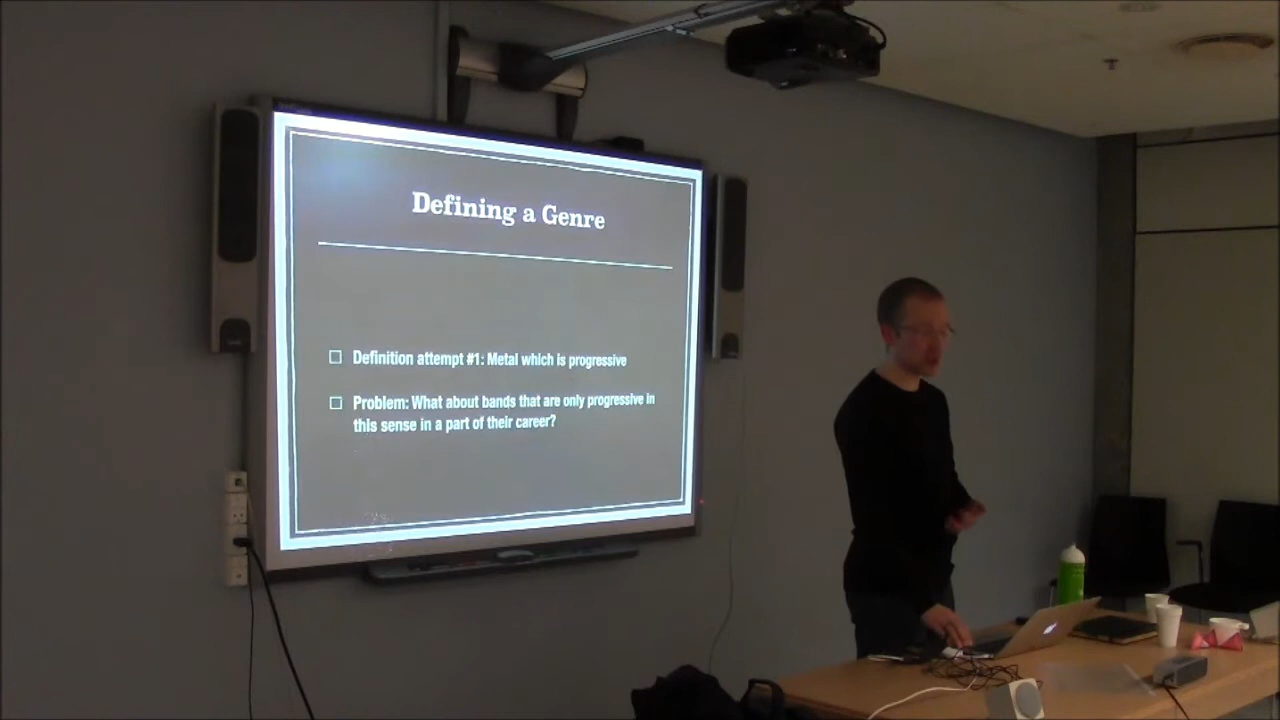 Defining a Genre
Definition attempt #1: Metal which is progressive
Problem: What about bands that are only progressive in
this sense in a part of their career?